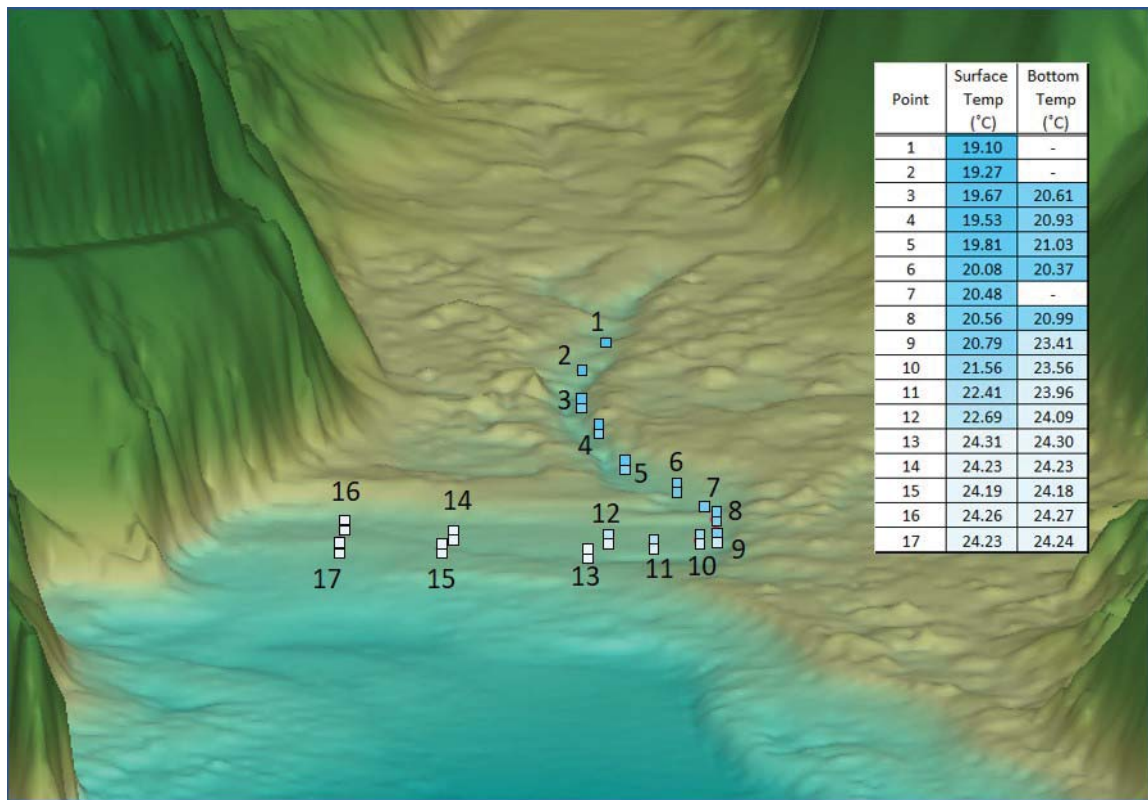 Point Surface Temp (˚C) Bottom Temp (˚C)
1 19.10 -
2 19.27 -
3 19.67 20.61
4 19.53 20.93
5 19.81 21.03
6 20.08 20.37
7 20.48 -
8 20.56 20.99
9 20.79 23.41
10 21.56 23.56
11 22.41 23.96
12 22.69 24.09
13 24.31 24.30
14 24.23 24.23
15 24.19 24.18
16 24.26 24.27
17 24.23 24.24
1
2
3
4
5
6
7
8
9
10
11
12
13
14
15
16
17